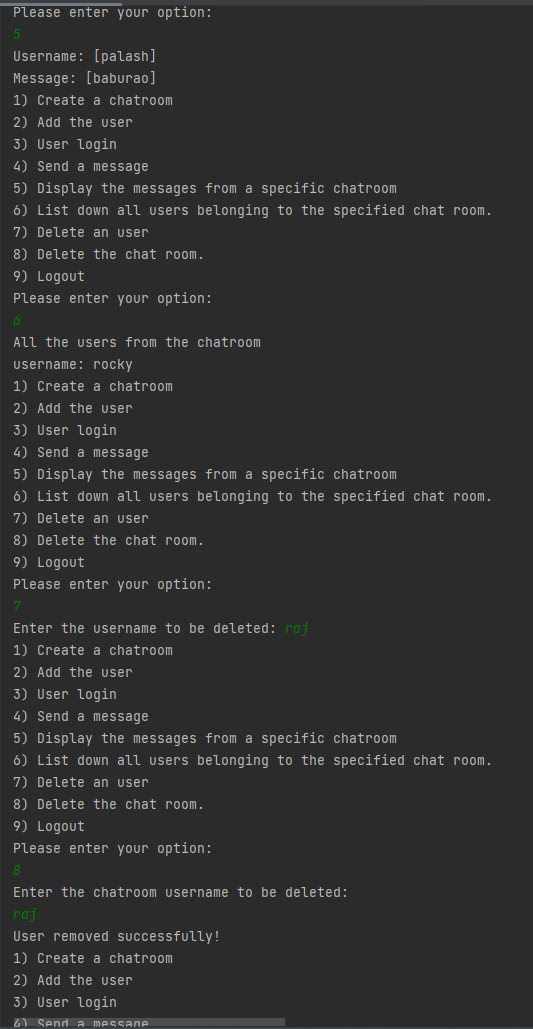 Please enter your option:
5
Username: [palash]
Message: [baburao]
1) Create a chatroom
2) Add the user
3) User login
4) Send a message
5) Display the messages from a specific chatroom
6) List down all users belonging to the specified chat room.
7) Delete an user
8) Delete the chat room.
9) Logout
Please enter your option:
6
All the users from the chatroom
username: rocky
1) Create a chatroom
2) Add the user
3) User login
4) Send a message
5) Display the messages from a specific chatroom
6) List down all users belonging to the specified chat room.
7) Delete an user
8) Delete the chat room.
9) Logout
Please enter your option:
7
Enter the username to be deleted: raj
1) Create a chatroom
2) Add the user
3) User login
4) Send a message
5) Display the messages from a specific chatroom
6) List down all users belonging to the specified chat room.
7) Delete an user
8) Delete the chat room.
9) Logout
Please enter your option:
8
Enter the chatroom username to be deleted:
raj
User removed successfully!
1) Create a chatroom
2) Add the user
3) User login
4) Send a message